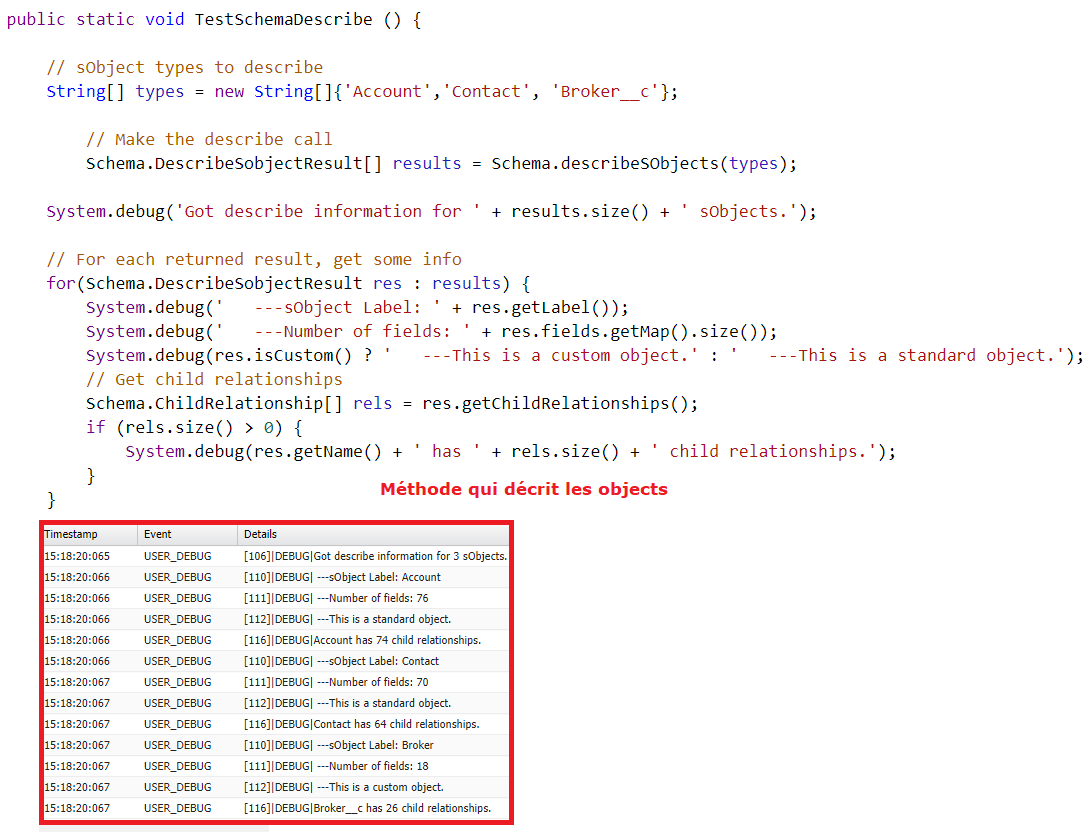 public static void TestSchemaDescribe () {
// sObject types to describe
String[] types = new String[]{'Account','Contact', 'Broker__c'};
// Make the describe call
Schema.DescribeSobjectResult[] results = Schema.describeSObjects(types);
System.debug('Got describe information for ' + results.size() + ' sObjects.');
// For each returned result, get some info
for(Schema.DescribeSobjectResult res : results) {
System.debug('   ---sObject Label: ' + res.getLabel());
System.debug('   ---Number of fields: ' + res.fields.getMap().size());
System.debug(res.isCustom() ? '   ---This is a custom object.' : '   ---This is a standard object.');
// Get child relationships
Schema.ChildRelationship[] rels = res.getChildRelationships();
if (rels.size() > 0) {
System.debug(res.getName() + ' has ' + rels.size() + ' child relationships.');
}
Méthode qui décrit les objects
}
Timestamp Event Details
15:18:20:065 USER_DEBUG [106]|DEBUG|Got describe information for 3 sObjects.
15:18:20:066 USER_DEBUG [110]|DEBUG| ---sObject Label: Account
15:18:20:066 USER_DEBUG [111]|DEBUG| ---Number of fields: 76
15:18:20:066 USER_DEBUG [112]|DEBUG| ---This is a standard object.
15:18:20:066 USER_DEBUG [116]|DEBUG|Account has 74 child relationships.
15:18:20:066 USER_DEBUG [110]|DEBUG| ---sObject Label: Contact
15:18:20:067 USER_DEBUG [111]|DEBUG| ---Number of fields: 70
15:18:20:067 USER_DEBUG [112]|DEBUG| ---This is a standard object.
15:18:20:067 USER_DEBUG [116]|DEBUG|Contact has 64 child relationships.
15:18:20:067 USER_DEBUG [110]|DEBUG| ---sObject Label: Broker
15:18:20:067 USER_DEBUG [111]|DEBUG| ---Number of fields: 18
15:18:20:067 USER_DEBUG [112]|DEBUG| ---This is a custom object.
15:18:20:067 USER_DEBUG [116]|DEBUG|Broker__c has 26 child relationships.